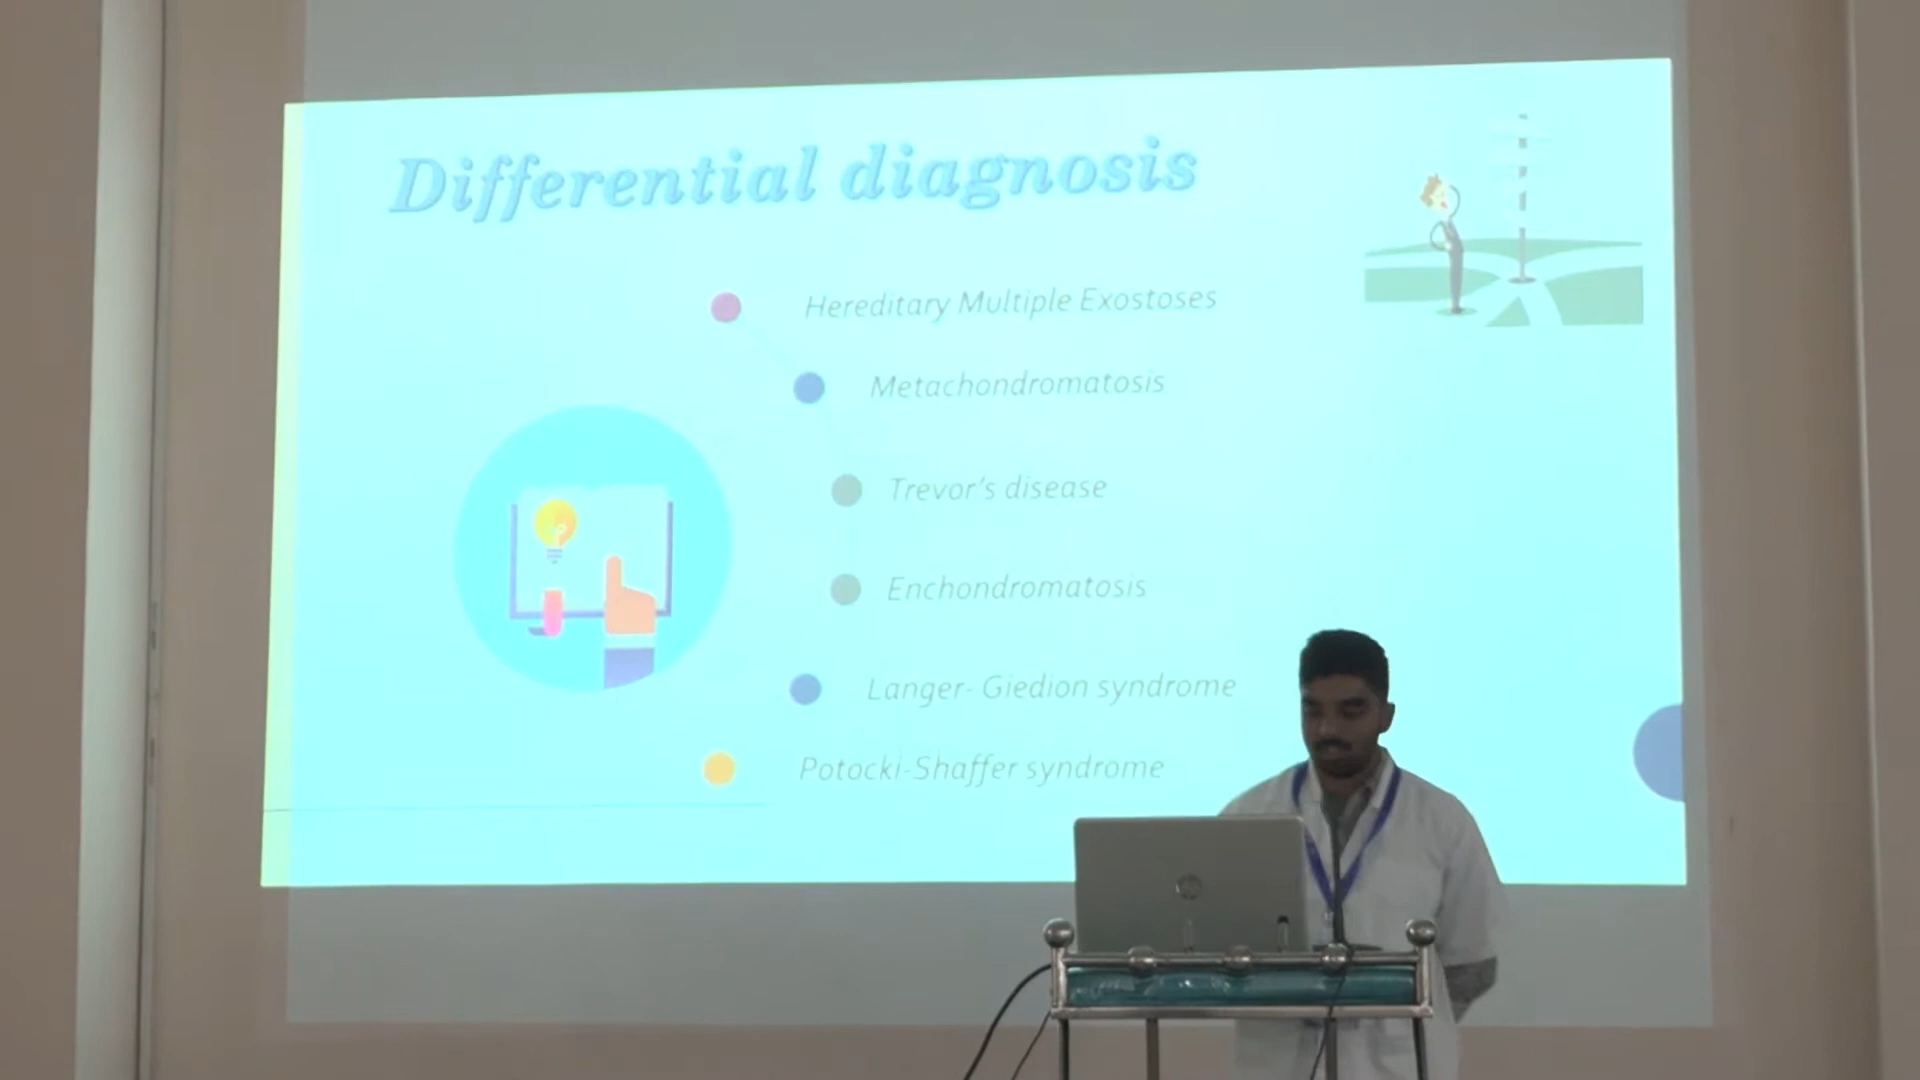 Differential diagnosis
Hereditary Multiple Exostoses
Metachondromatosis
Trevor's disease
Enchondromatosis
Langer- Giedion syndrome
Potocki-Shaffer syndrome